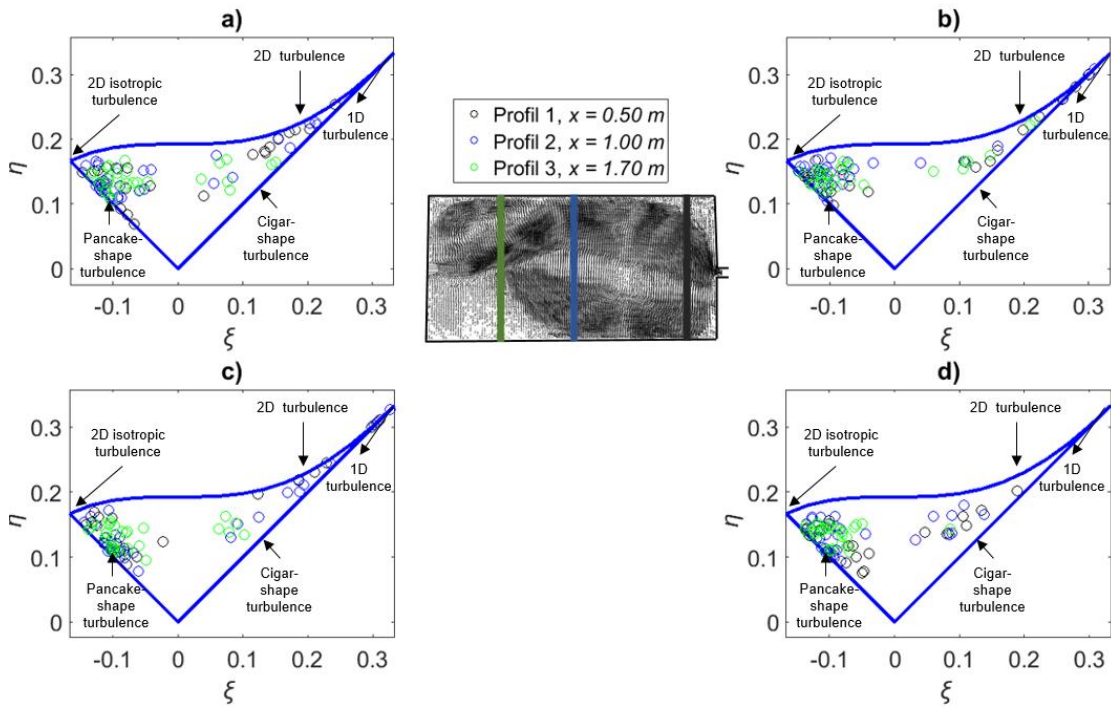 a)
0.3
0.2
0.1
0
η
-0.1 0 0.1 0.2 0.3
ξ
2D isotropic
turbulence
2D turbulence
1D
turbulence
Cigar-
shape
turbulence
Pancake-
shape
turbulence
Profil 1, x = 0.50 m
Profil 2, x = 1.00 m
Profil 3, x = 1.70 m
b)
0.3
0.2
0.1
0
η
-0.1 0 0.1 0.2 0.3
ξ
2D isotropic
turbulence
2D turbulence
1D
turbulence
Cigar-
shape
turbulence
Pancake-
shape
turbulence
c)
0.3
0.2
0.1
0
η
-0.1 0 0.1 0.2 0.3
ξ
2D isotropic
turbulence
2D turbulence
1D
turbulence
Cigar-
shape
turbulence
Pancake-
shape
turbulence
d)
0.3
0.2
0.1
0
η
-0.1 0 0.1 0.2 0.3
ξ
2D isotropic
turbulence
2D turbulence
1D
turbulence
Cigar-
shape
turbulence
Pancake-
shape
turbulence